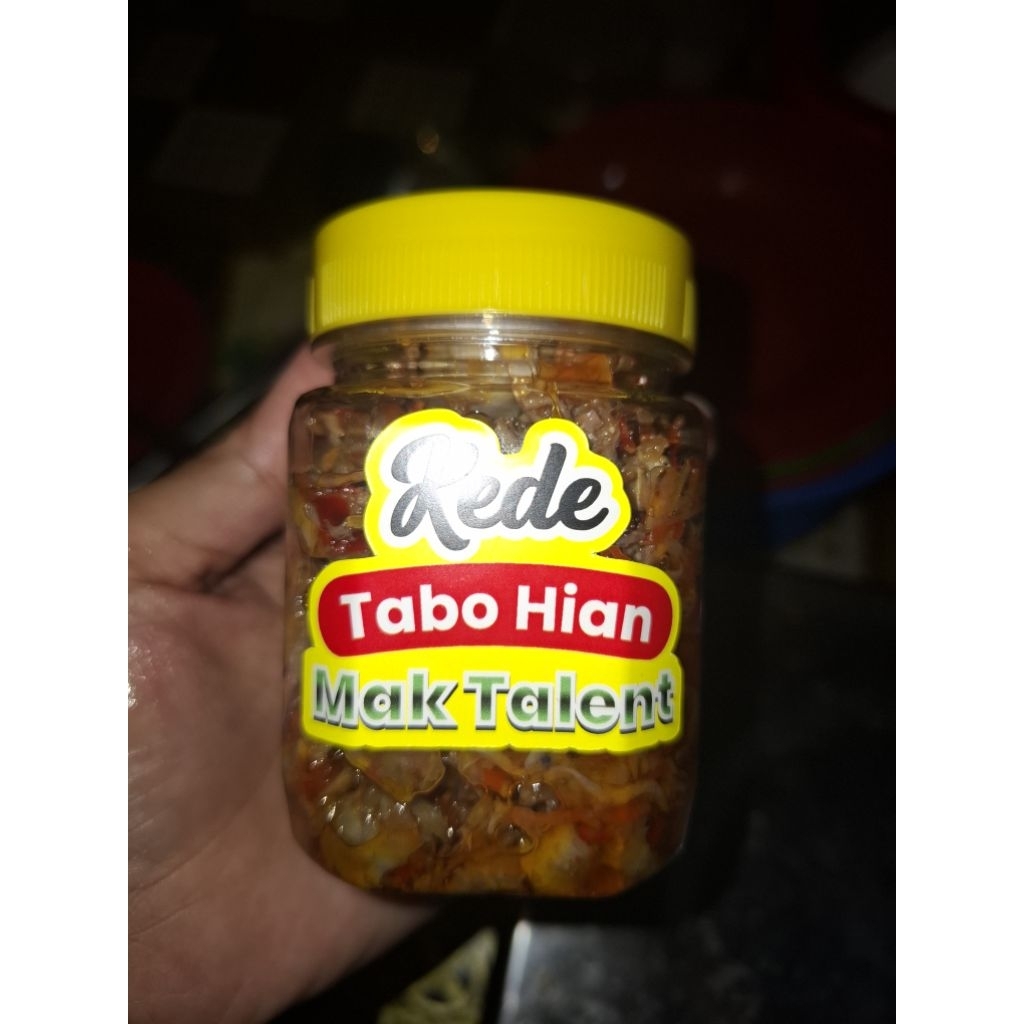 Rede
Tabo Hian
Mak Talent